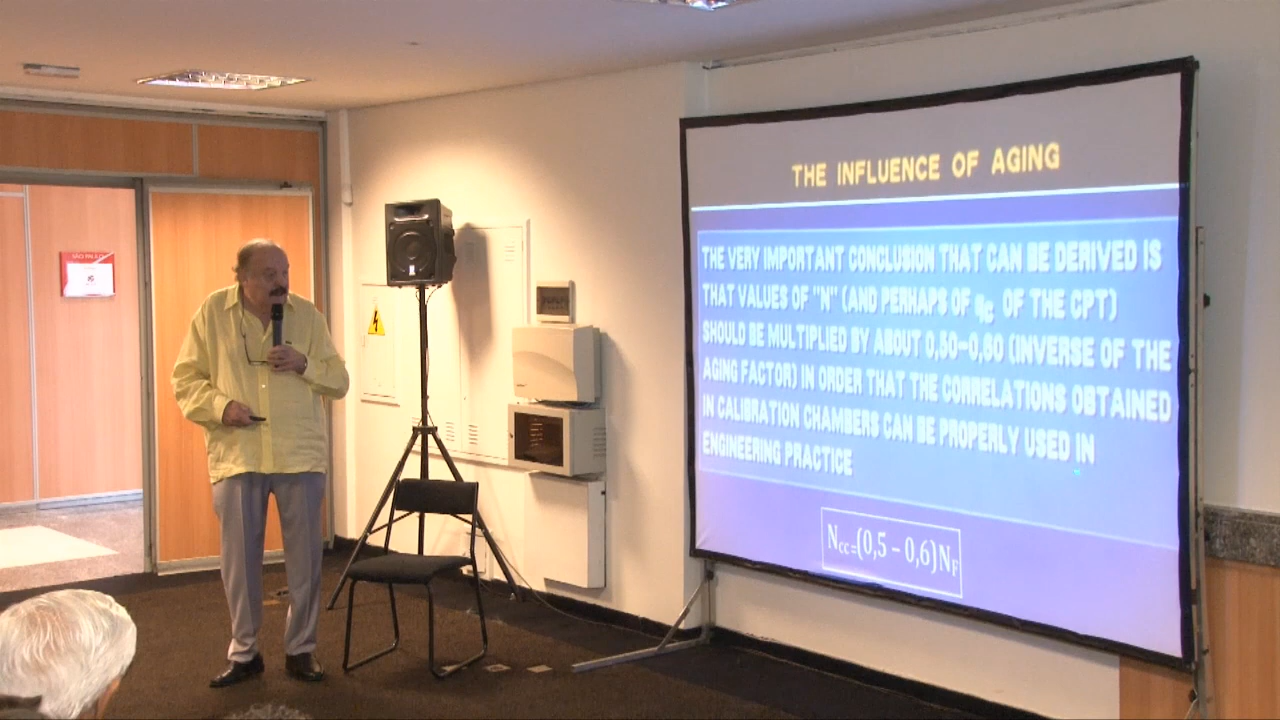 THE INFLUENCE OF AGING
THE VERY IMPORTANT CONCLUSION THAT CAN BE DERIVED IS
THAT VALUES OF "N" (AND PERHAPS OF qc OF THE CPT)
SHOULD BE MULTIPLIED BY ABOUT 0,50-0,60 (INVERSE OF THE
AGING FACTOR) IN ORDER THAT THE CORRELATIONS OBTAINED
IN CALIBRATION CHAMBERS CAN BE PROPERLY USED IN
ENGINEERING PRACTICE
Ncc=(0,5 – 0,6)NF
SÃO PAULO